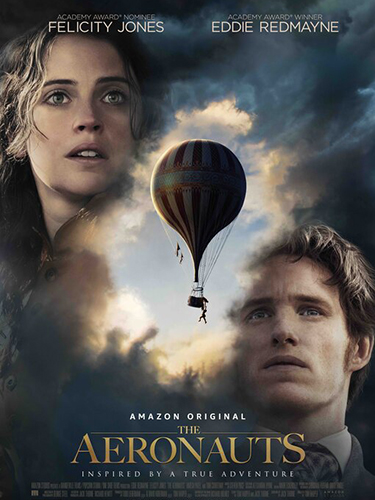 ACADEMY AWARD® NOMINEE
FELICITY JONES
ACADEMY AWARD® WINNER
EDDIE REDMAYNE
AMAZON ORIGINAL
THE
AERONAUTS
INSPIRED BY A TRUE ADVENTURE